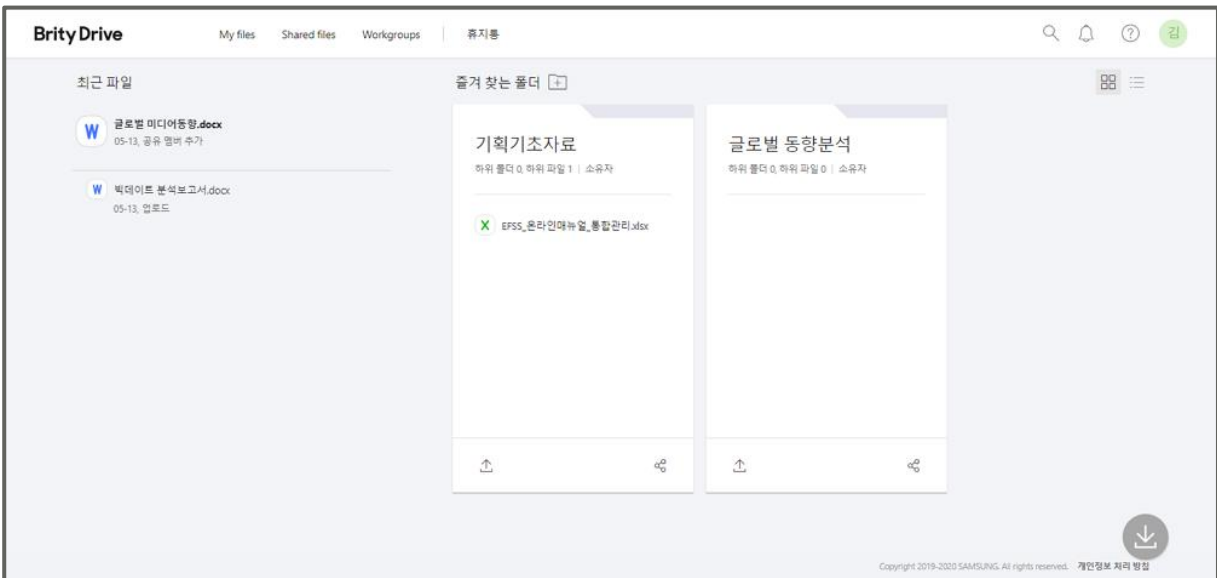 Brity Drive
My files
Shared files
Workgroups
휴지통
김
최근 파일
글로벌 미디어동향.docx
05-13, 공유 멤버 추가
빅데이트 분석보고서.docx
05-13, 업로드
즐겨 찾는 폴더
기획기초자료
하위 폴더 0, 하위 파일 1 | 소유자
EFSS_온라인매뉴얼_통합관리.xlsx
글로벌 동향분석
하위 폴더 0, 하위 파일 0 | 소유자
Copyright 2019-2020 SAMSUNG. All rights reserved. 개인정보 처리 방침